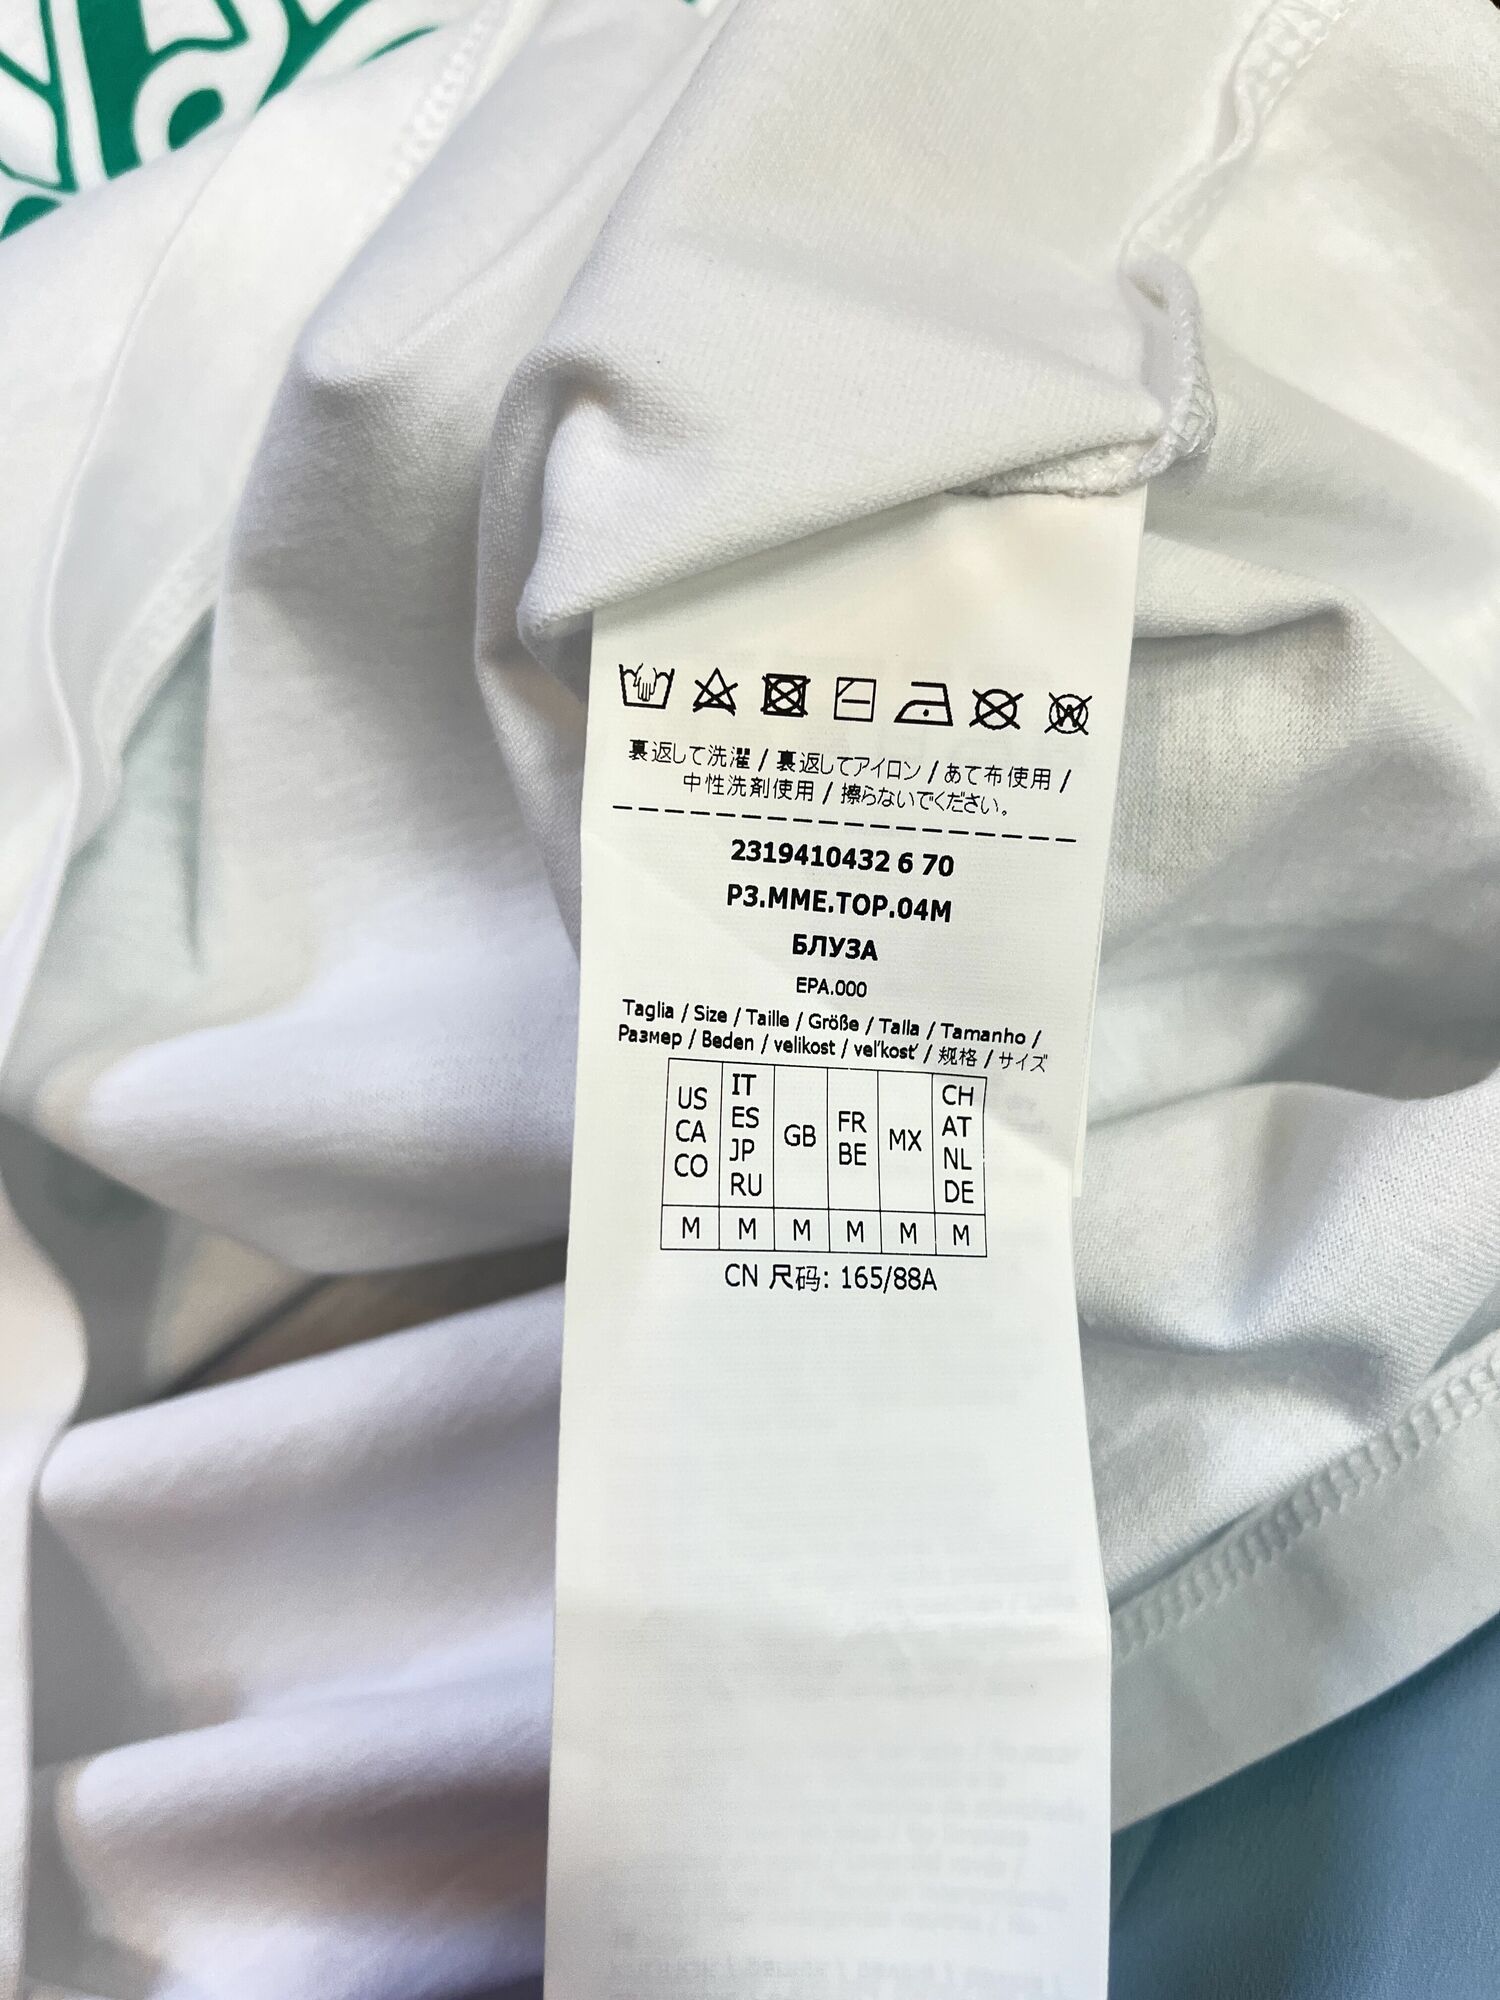 裏返して洗濯 / 裏返してアイロン / あて布使用 /
中性洗剤使用 / 擦らないでください。
2319410432 6 70
P3.MME.TOP.04M
БЛУЗА
EPA.000
Taglia / Size / Taille / Größe / Talla / Tamanho /
Размер / Beden / velikost / veľkosť / 规格 / サイズ
US CA CO
IT ES JP RU
GB
FR BE
MX
CH AT NL DE
M M M M M M
CN 尺码: 165/88A